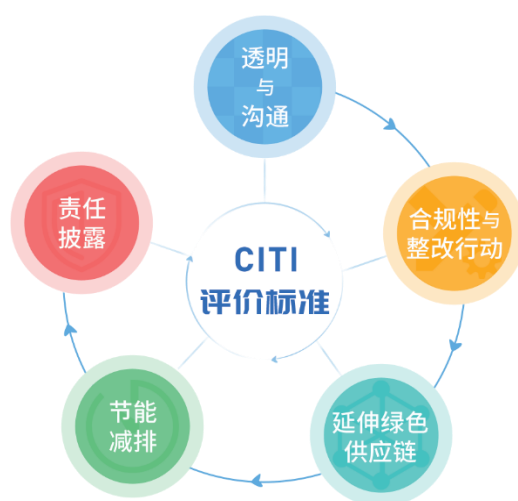 透明
与
沟通
合规性与
整改行动
延伸绿色
供应链
节能
减排
责任
披露
CITI
评价标准